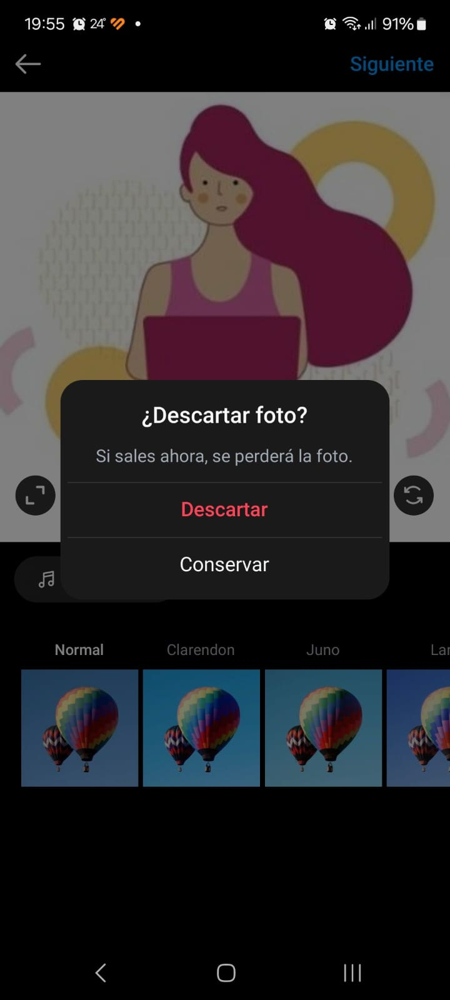 19:55 24° 91%
Siguiente
¿Descartar foto?
Si sales ahora, se perderá la foto.
Descartar
Conservar
Normal Clarendon Juno Lar